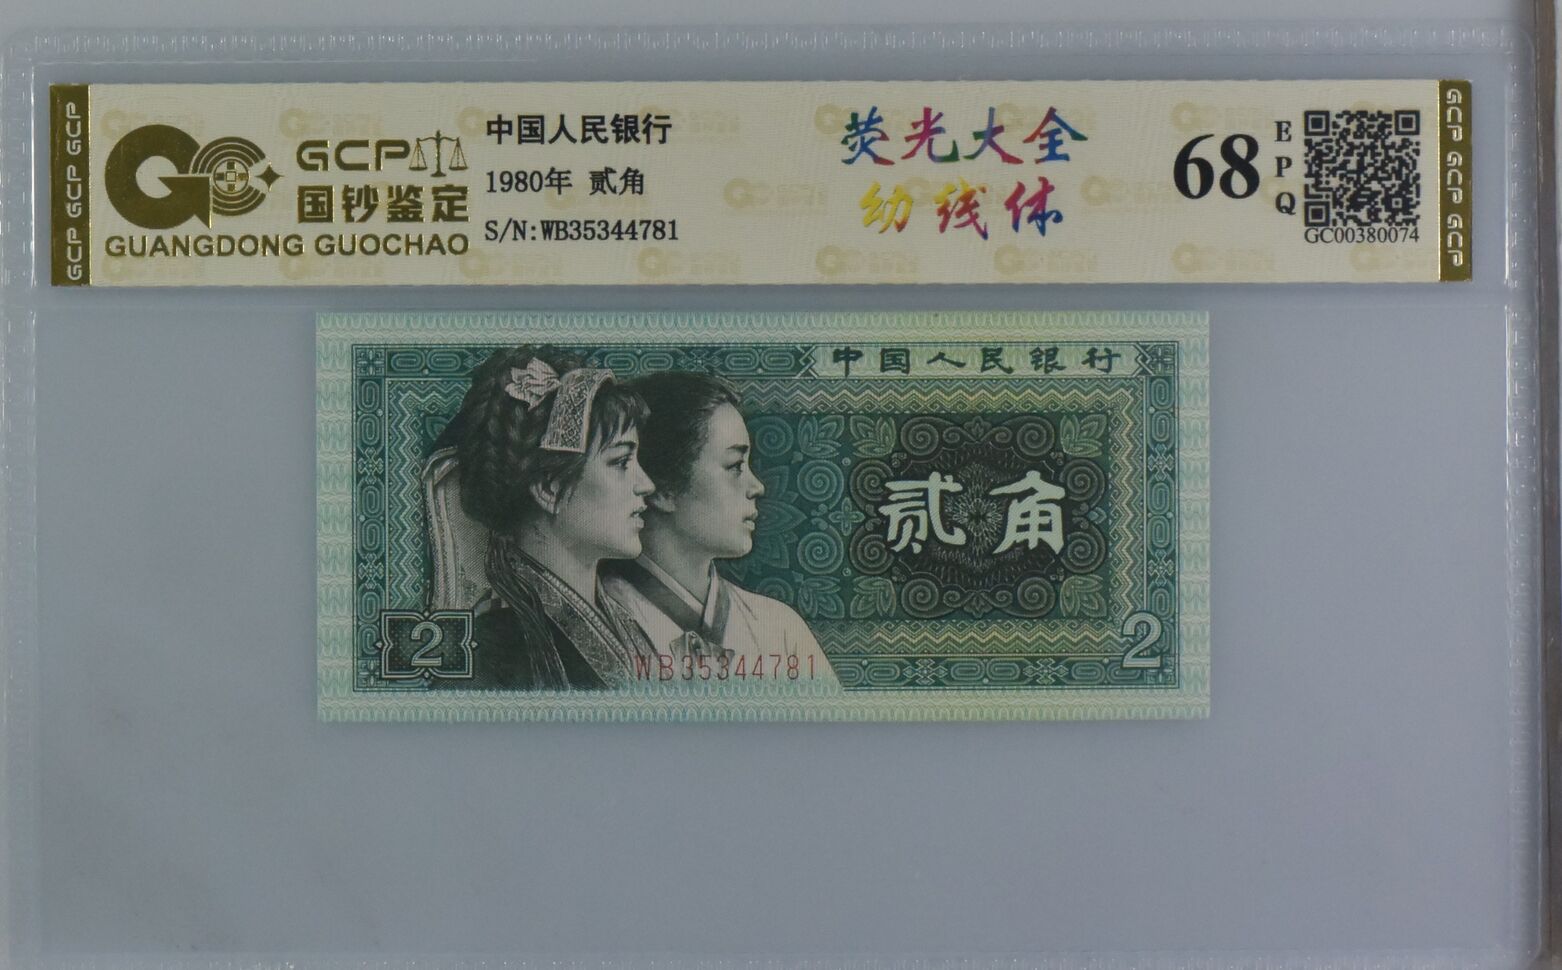 GCP GCP GCP
GCP
国钞鉴定
GUANGDONG GUOCHAO
中国人民银行
1980年 贰角
S/N:WB35344781
荧光大全
幼线体
68
EPQ
GC00380074
GCP GCP GCP
中国人民银行
贰角
2
2
WB35344781